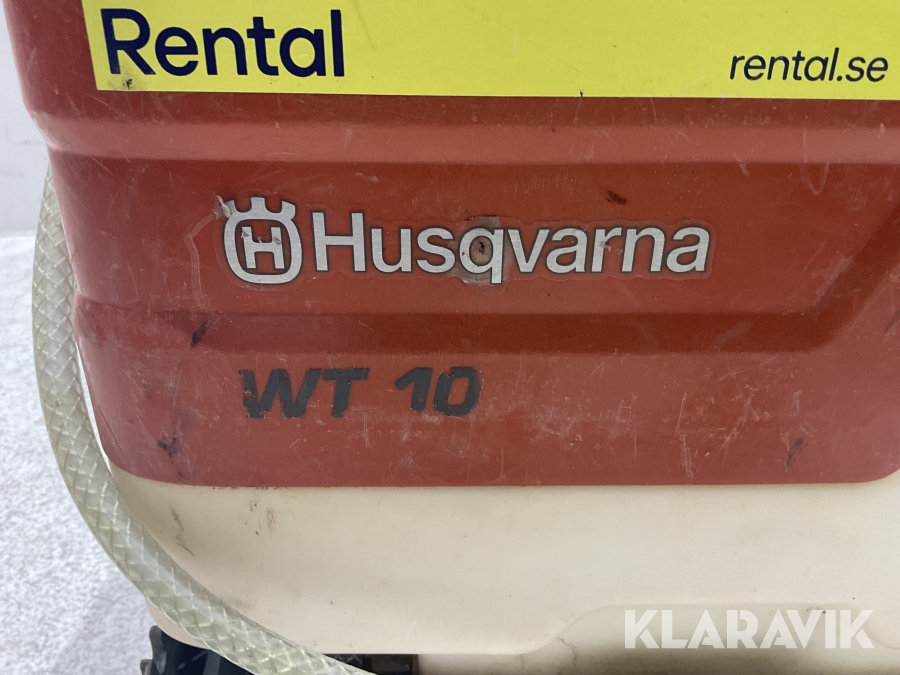 Rental
rental.se
H Husqvarna
WT 10
KLARAVIK